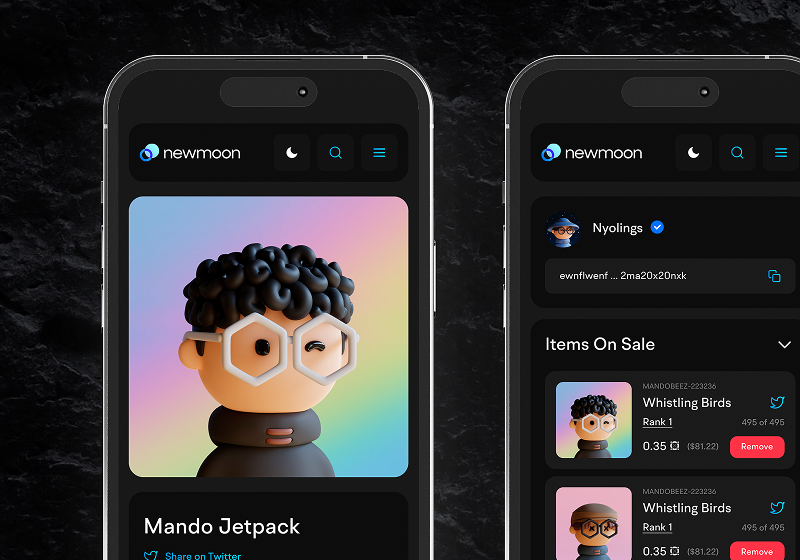 newmoon
Mando Jetpack
Share on Twitter
newmoon
Nyolings
ewnflwenf ... 2ma20x20nxk
Items On Sale
MANDOBEEZ-223236
Whistling Birds
Rank 1
495 of 495
0.35 ($81.22) Remove
MANDOBEEZ-223236
Whistling Birds
Rank 1
495 of 495
0.35 ($81.22) Remove